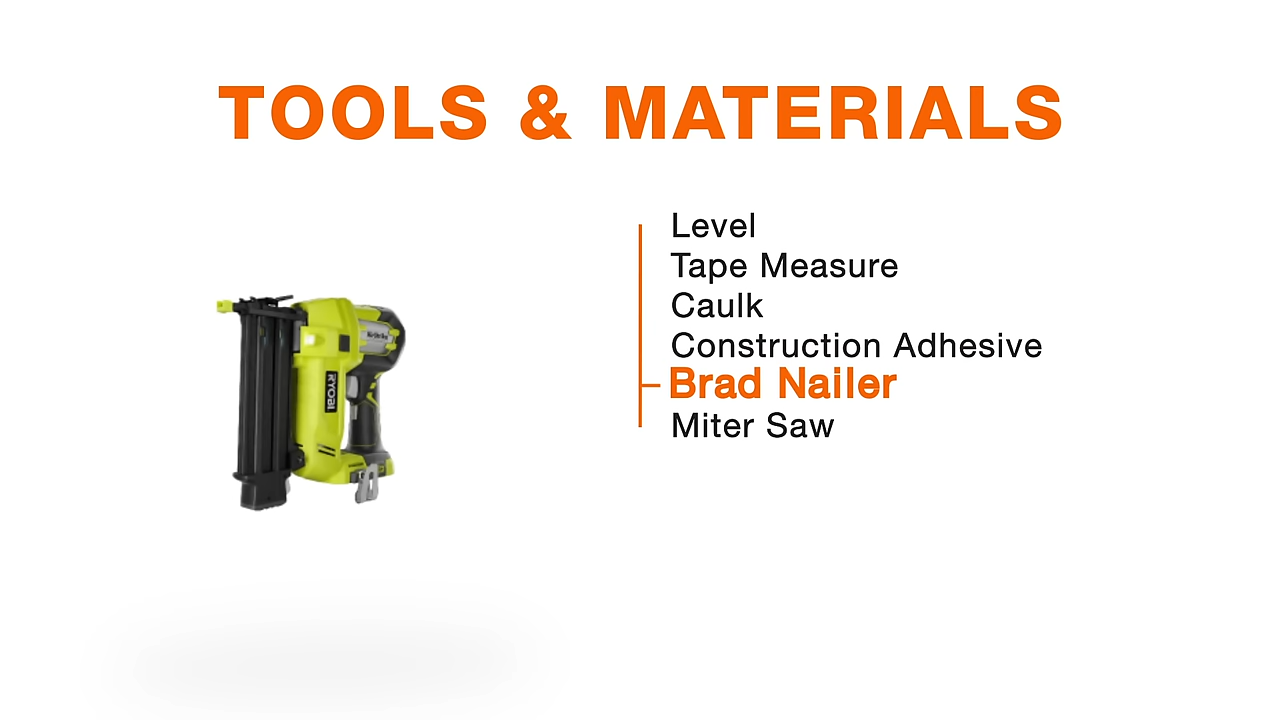 TOOLS & MATERIALS
Level
Tape Measure
Caulk
Construction Adhesive
Brad Nailer
Miter Saw
RYOBI